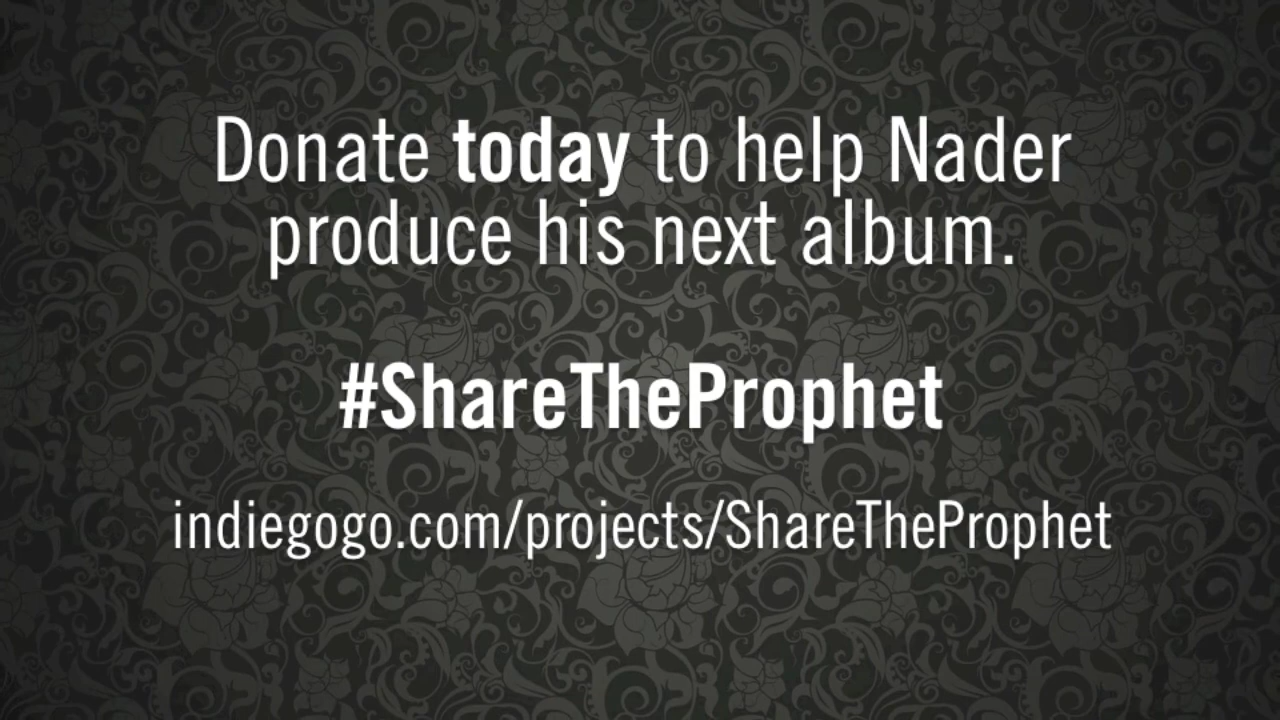 Donate today to help Nader
produce his next album.
#ShareTheProphet
indiegogo.com/projects/ShareTheProphet